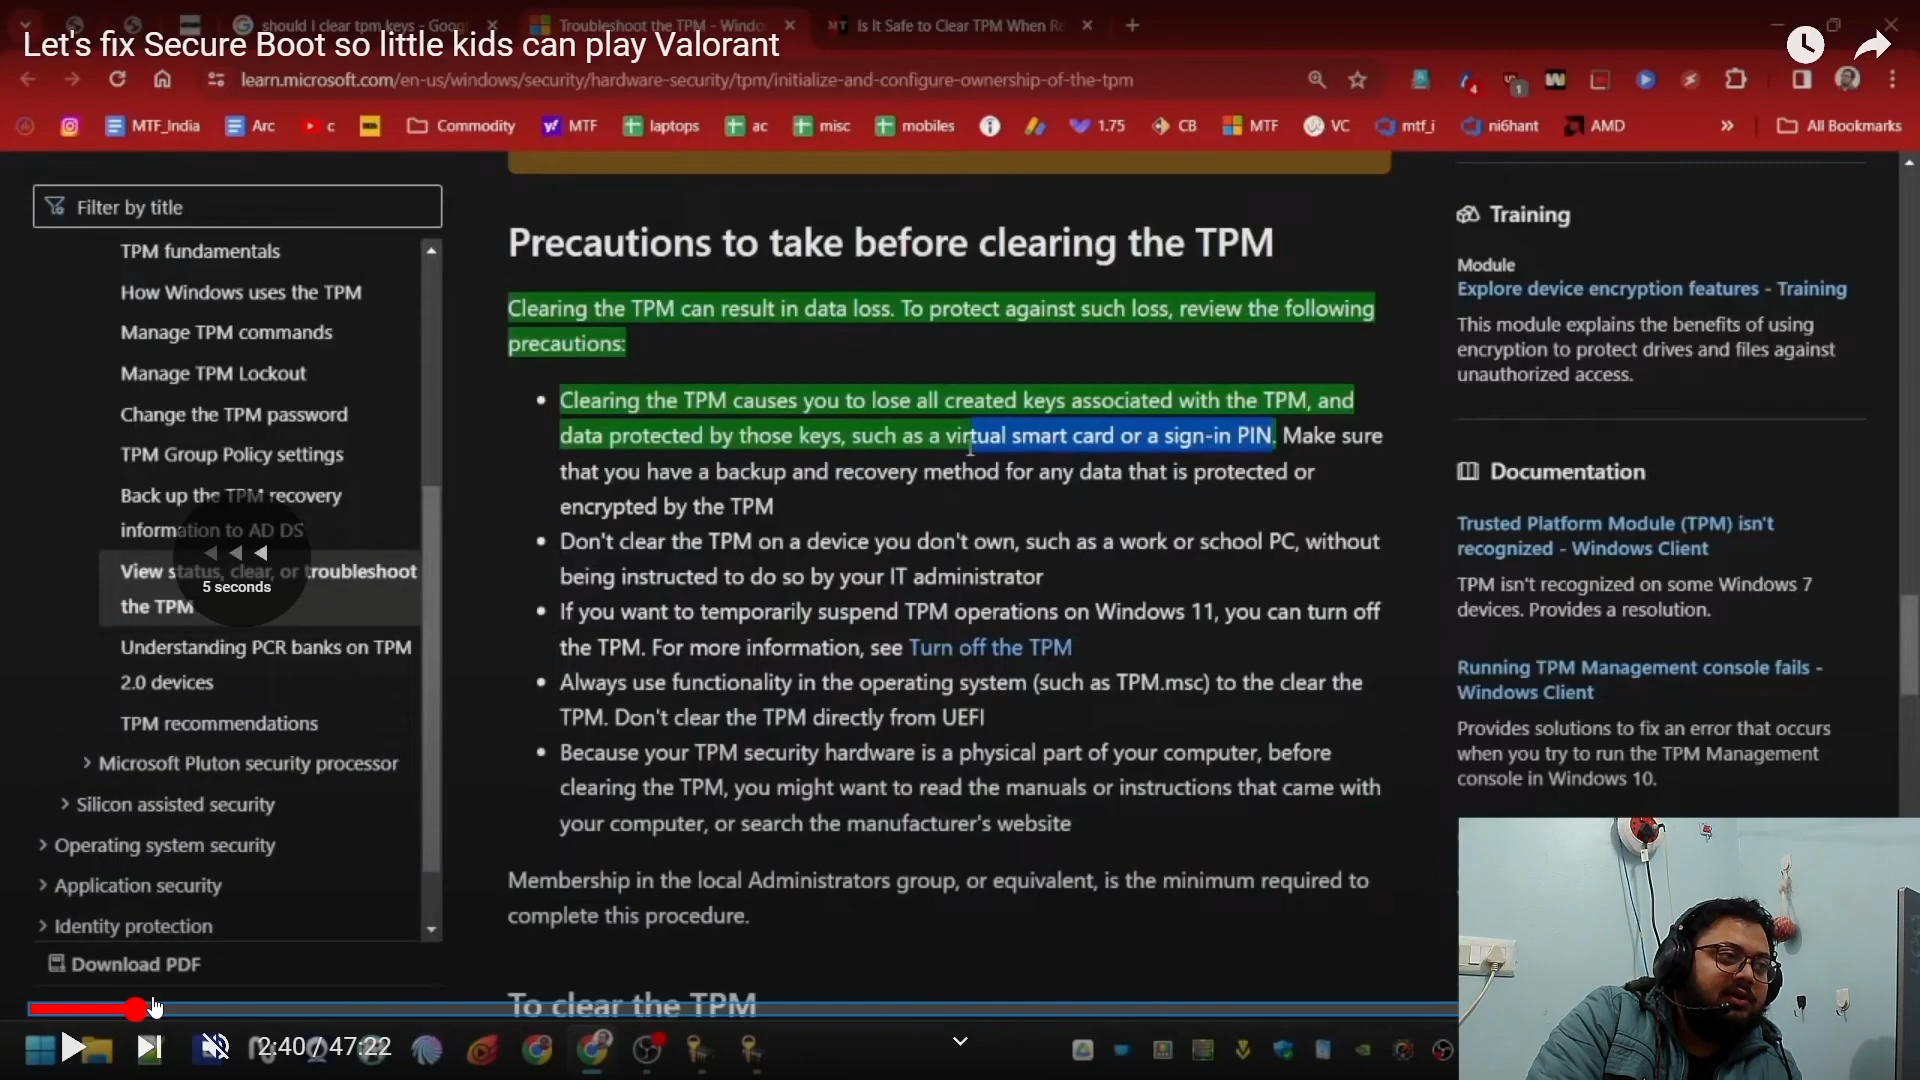 should I clear tpm keys - Goog
Troubleshoot the TPM - Windo
Is It Safe to Clear TPM When Re
Let's fix Secure Boot so little kids can play Valorant
learn.microsoft.com/en-us/windows/security/hardware-security/tpm/initialize-and-configure-ownership-of-the-tpm
4
1
MTF_India
Arc
c
Commodity
MTF
laptops
ac
misc
mobiles
1.75
CB
MTF
VC
mtf_i
ni6hant
AMD
All Bookmarks
Filter by title
TPM fundamentals
How Windows uses the TPM
Manage TPM commands
Manage TPM Lockout
Change the TPM password
TPM Group Policy settings
Back up the TPM recovery
information to AD DS
View status, clear, or troubleshoot
the TPM
5 seconds
Understanding PCR banks on TPM
2.0 devices
TPM recommendations
Microsoft Pluton security processor
Silicon assisted security
Operating system security
Application security
Identity protection
Download PDF
Precautions to take before clearing the TPM
Clearing the TPM can result in data loss. To protect against such loss, review the following
precautions:
• Clearing the TPM causes you to lose all created keys associated with the TPM, and
data protected by those keys, such as a virtual smart card or a sign-in PIN. Make sure
that you have a backup and recovery method for any data that is protected or
encrypted by the TPM
• Don't clear the TPM on a device you don't own, such as a work or school PC, without
being instructed to do so by your IT administrator
• If you want to temporarily suspend TPM operations on Windows 11, you can turn off
the TPM. For more information, see Turn off the TPM
• Always use functionality in the operating system (such as TPM.msc) to the clear the
TPM. Don't clear the TPM directly from UEFI
• Because your TPM security hardware is a physical part of your computer, before
clearing the TPM, you might want to read the manuals or instructions that came with
your computer, or search the manufacturer's website
Membership in the local Administrators group, or equivalent, is the minimum required to
complete this procedure.
To clear the TPM
Training
Module
Explore device encryption features - Training
This module explains the benefits of using
encryption to protect drives and files against
unauthorized access.
Documentation
Trusted Platform Module (TPM) isn't
recognized - Windows Client
TPM isn't recognized on some Windows 7
devices. Provides a resolution.
Running TPM Management console fails -
Windows Client
Provides solutions to fix an error that occurs
when you try to run the TPM Management
console in Windows 10.
2:40 / 47:22